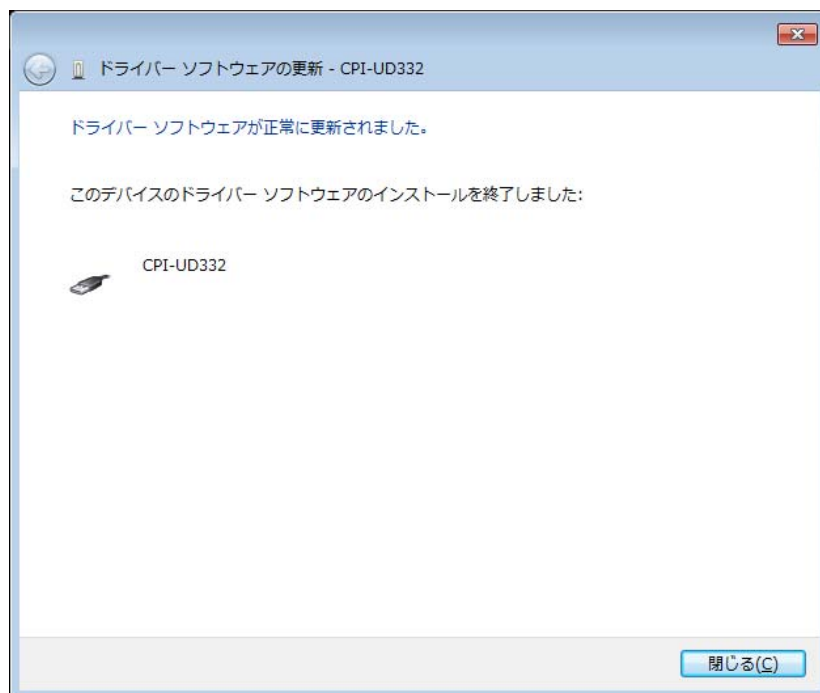 ドライバー ソフトウェアの更新 - CPI-UD332
ドライバー ソフトウェアが正常に更新されました。
このデバイスのドライバー ソフトウェアのインストールを終了しました:
CPI-UD332
閉じる(C)